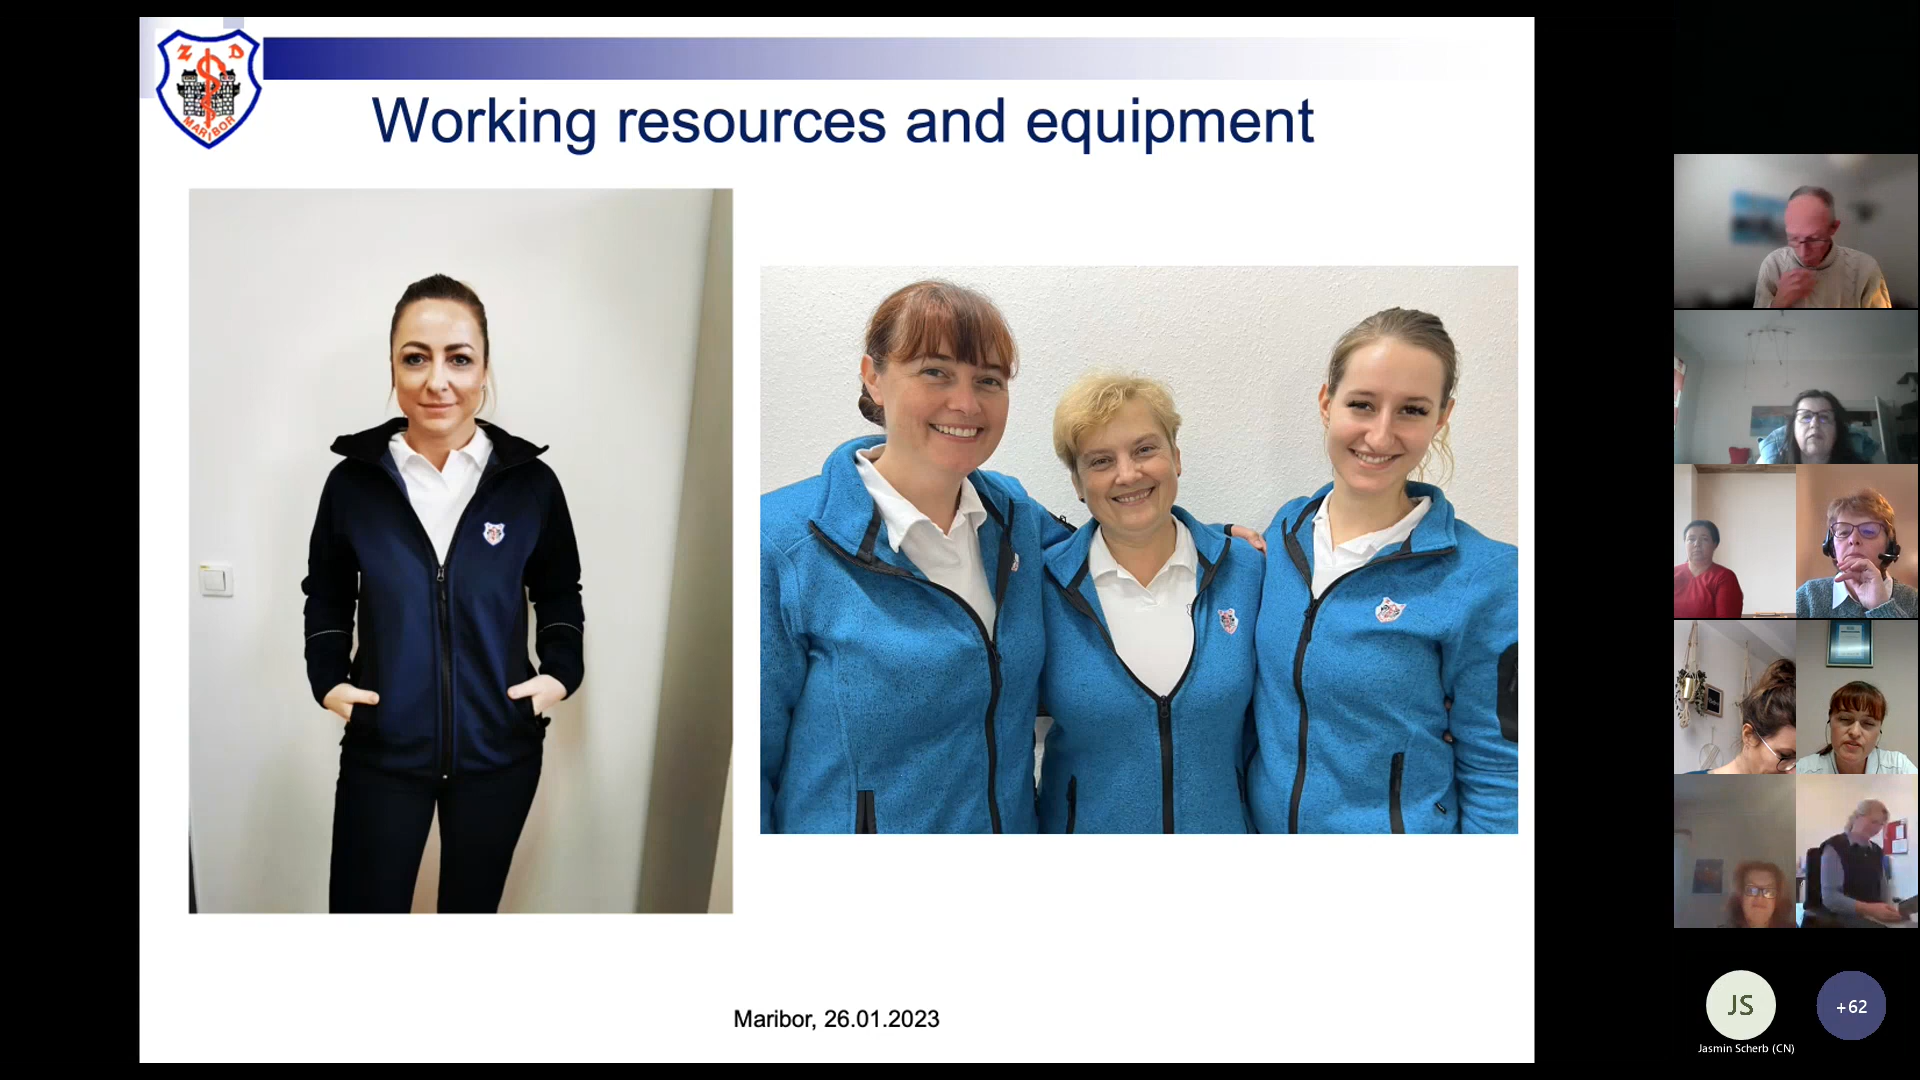 Z D
MARIBOR
Working resources and equipment
Maribor, 26.01.2023
JS
+62
Jasmin Scherb (CN)